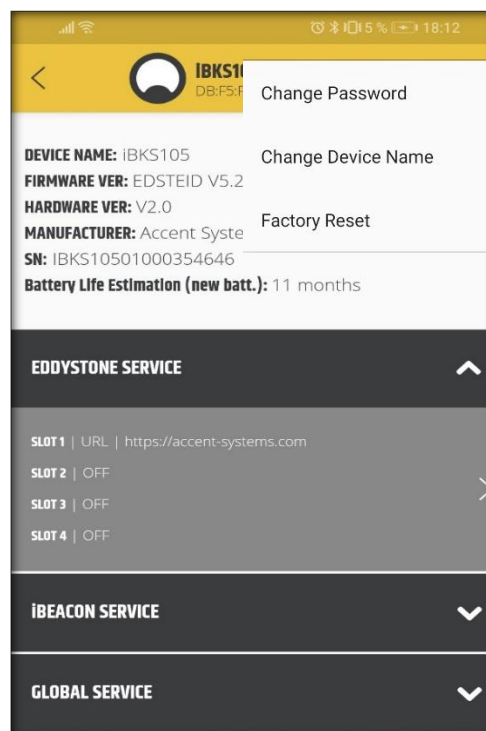 5 % 18:12
iBKS10
DB:F5:F
Change Password
Change Device Name
Factory Reset
DEVICE NAME: iBKS105
FIRMWARE VER: EDSTEID V5.2
HARDWARE VER: V2.0
MANUFACTURER: Accent Syste
SN: IBKS10501000354646
Battery Life Estimation (new batt.): 11 months
EDDYSTONE SERVICE
SLOT 1 | URL | https://accent-systems.com
SLOT 2 | OFF
SLOT 3 | OFF
SLOT 4 | OFF
iBEACON SERVICE
GLOBAL SERVICE